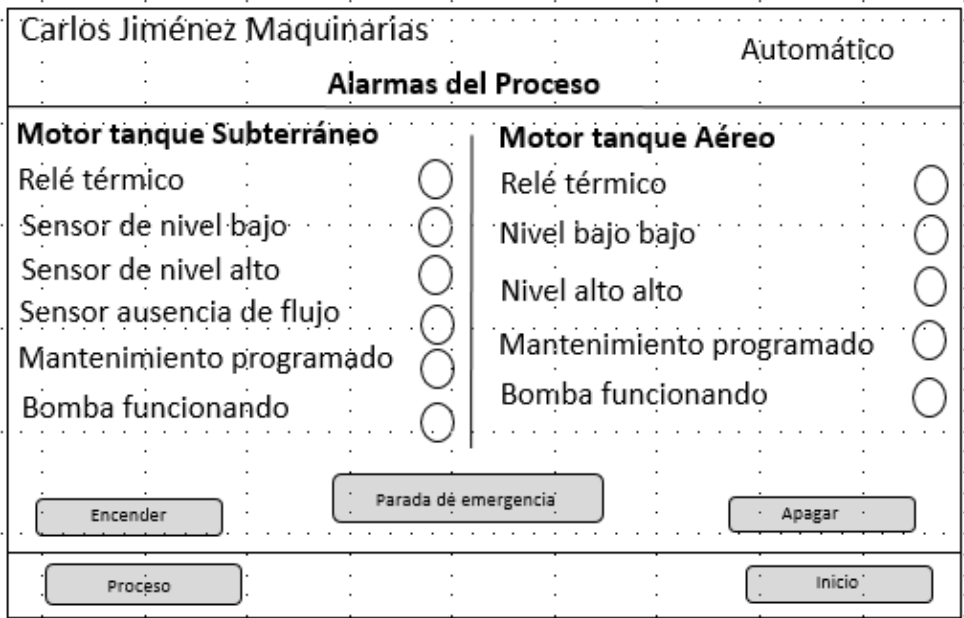 Carlos Jiménez Maquinarias
Automático
Alarmas del Proceso
Motor tanque Subterráneo
Relé térmico
Sensor de nivel bajo
Sensor de nivel alto
Sensor ausencia de flujo
Mantenimiento programado
Bomba funcionando
Motor tanque Aéreo
Relé térmico
Nivel bajo bajo
Nivel alto alto
Mantenimiento programado
Bomba funcionando
Encender
Parada de emergencia
Apagar
Proceso
Inicio